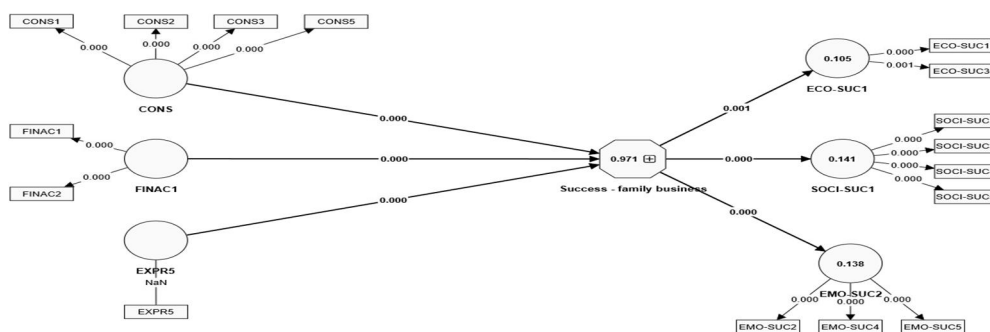 CONS1
CONS2
CONS3
CONS5
0.000
0.000
0.000
0.000
CONS
0.000
FINAC1
FINAC2
0.000
0.000
FINAC1
0.000
EXPR5
NaN
EXPR5
0.000
0.971
Success - family business
0.001
0.105
ECO-SUC1
0.000
0.001
ECO-SUC1
ECO-SUC3
0.000
0.141
SOCI-SUC1
0.000
0.000
0.000
0.000
SOCI-SUC
SOCI-SUC
SOCI-SUC
SOCI-SUC
0.000
0.138
EMO-SUC2
0.000
0.000
0.000
EMO-SUC2
EMO-SUC4
EMO-SUC5